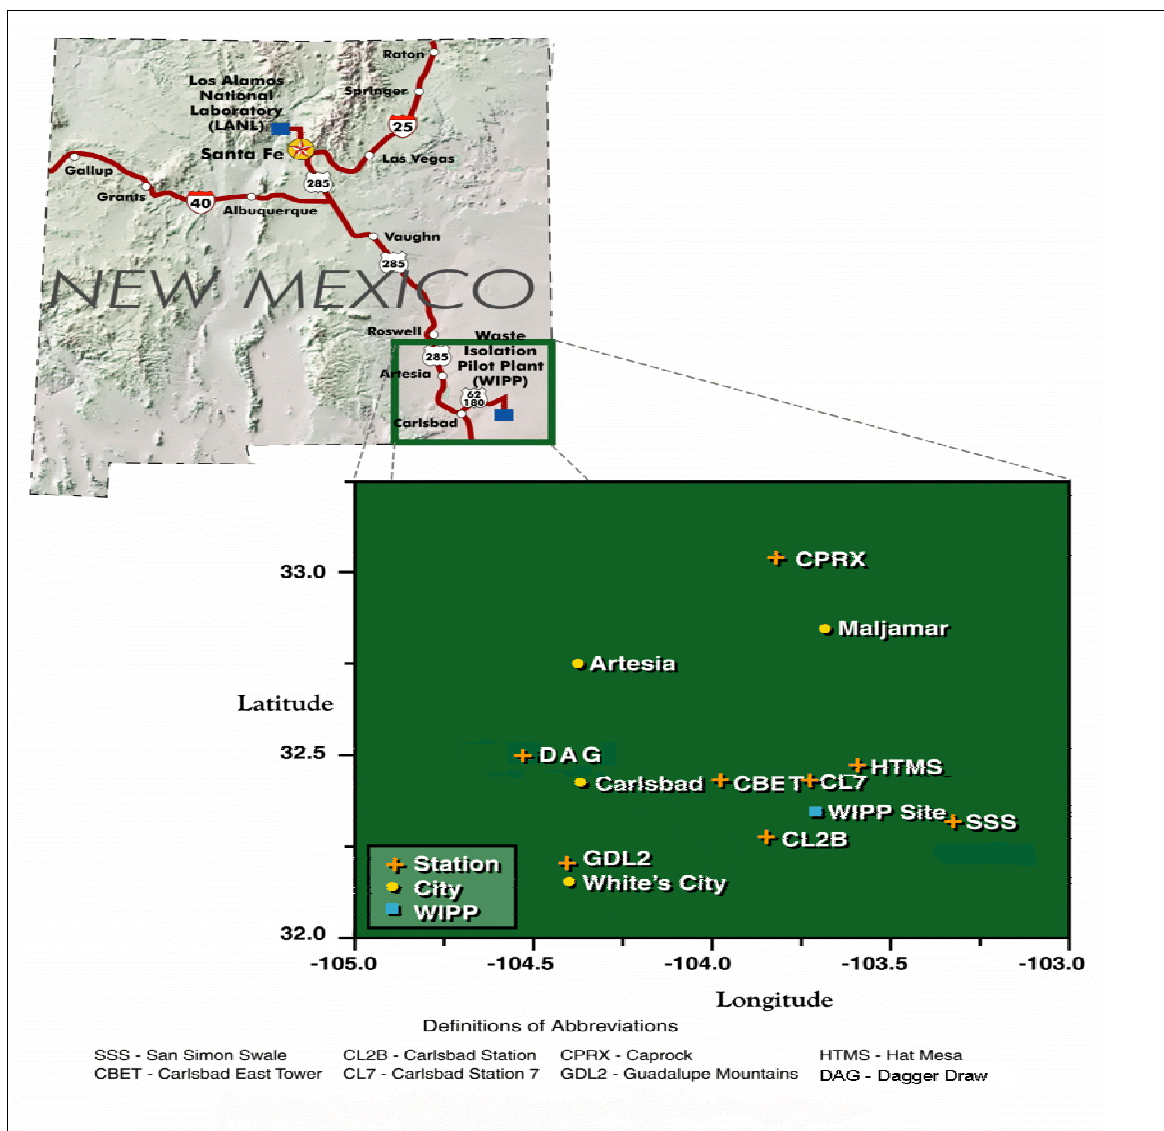 Raton
Los Alamos
National
Laboratory
(LANL)
Springer
25
Santa Fe
Las Vegas
Gallup
285
Grants
40
Albuquerque
Vaughn
285
NEW MEXICO
Roswell
Waste
Isolation
Pilot Plant
(WIPP)
285
Artesia
62
180
Carlsbad
33.0
CPRX
Maljamar
Artesia
Latitude
32.5
DAG
HTMS
Carlsbad
CBET
CL7
WIPP Site
SSS
CL2B
GDL2
White's City
Station
City
WIPP
32.0
-105.0 -104.5 -104.0 -103.5 -103.0
Longitude
Definitions of Abbreviations
SSS - San Simon Swale CL2B - Carlsbad Station CPRX - Caprock HTMS - Hat Mesa
CBET - Carlsbad East Tower CL7 - Carlsbad Station 7 GDL2 - Guadalupe Mountains DAG - Dagger Draw